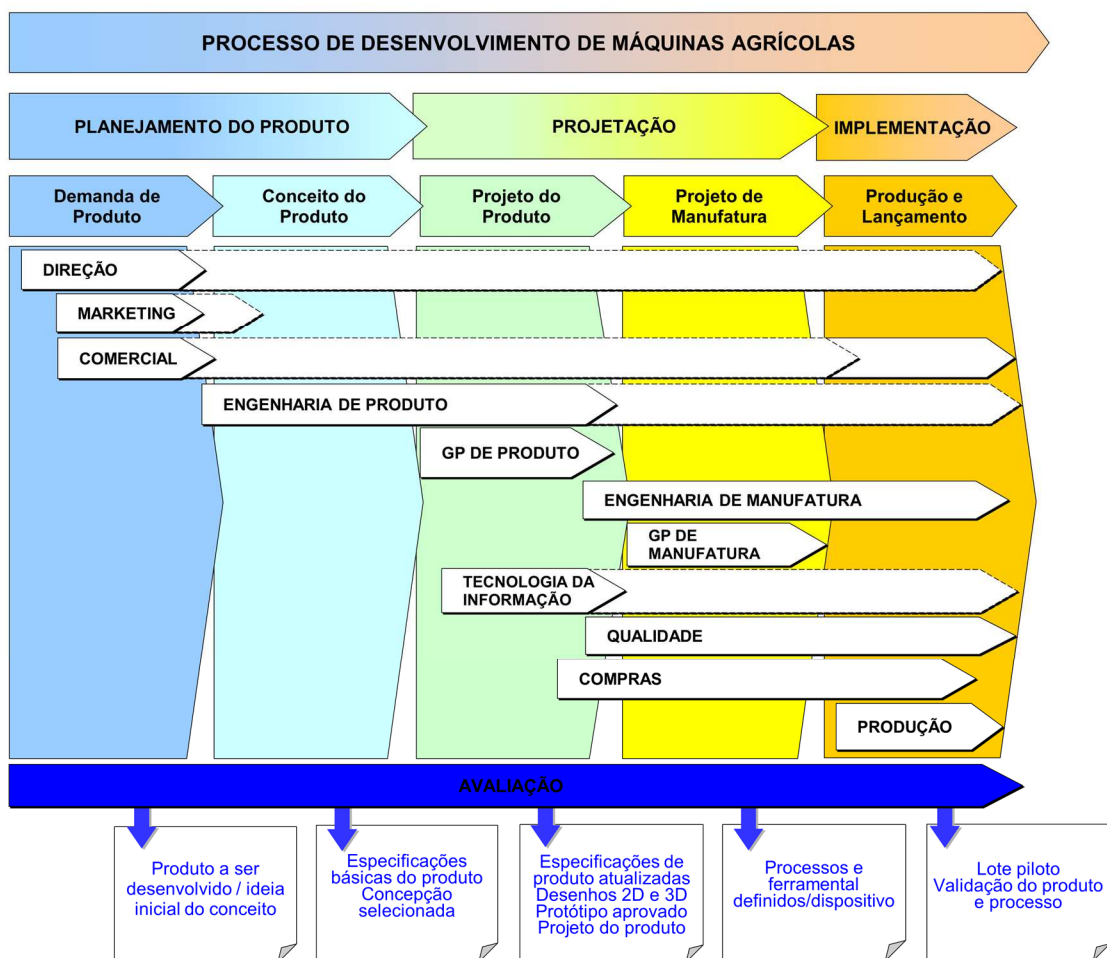 PROCESSO DE DESENVOLVIMENTO DE MÁQUINAS AGRÍCOLAS
PLANEJAMENTO DO PRODUTO
PROJETAÇÃO
IMPLEMENTAÇÃO
Demanda de
Produto
Conceito do
Produto
Projeto do
Produto
Projeto de
Manufatura
Produção e
Lançamento
DIREÇÃO
MARKETING
COMERCIAL
ENGENHARIA DE PRODUTO
GP DE PRODUTO
ENGENHARIA DE MANUFATURA
GP DE
MANUFATURA
TECNOLOGIA DA
INFORMAÇÃO
QUALIDADE
COMPRAS
PRODUÇÃO
AVALIAÇÃO
Produto a ser
desenvolvido / ideia
inicial do conceito
Especificações
básicas do produto
Concepção
selecionada
Especificações de
produto atualizadas
Desenhos 2D e 3D
Protótipo aprovado
Projeto do produto
Processos e
ferramental
definidos/dispositivo
Lote piloto
Validação do produto
e processo